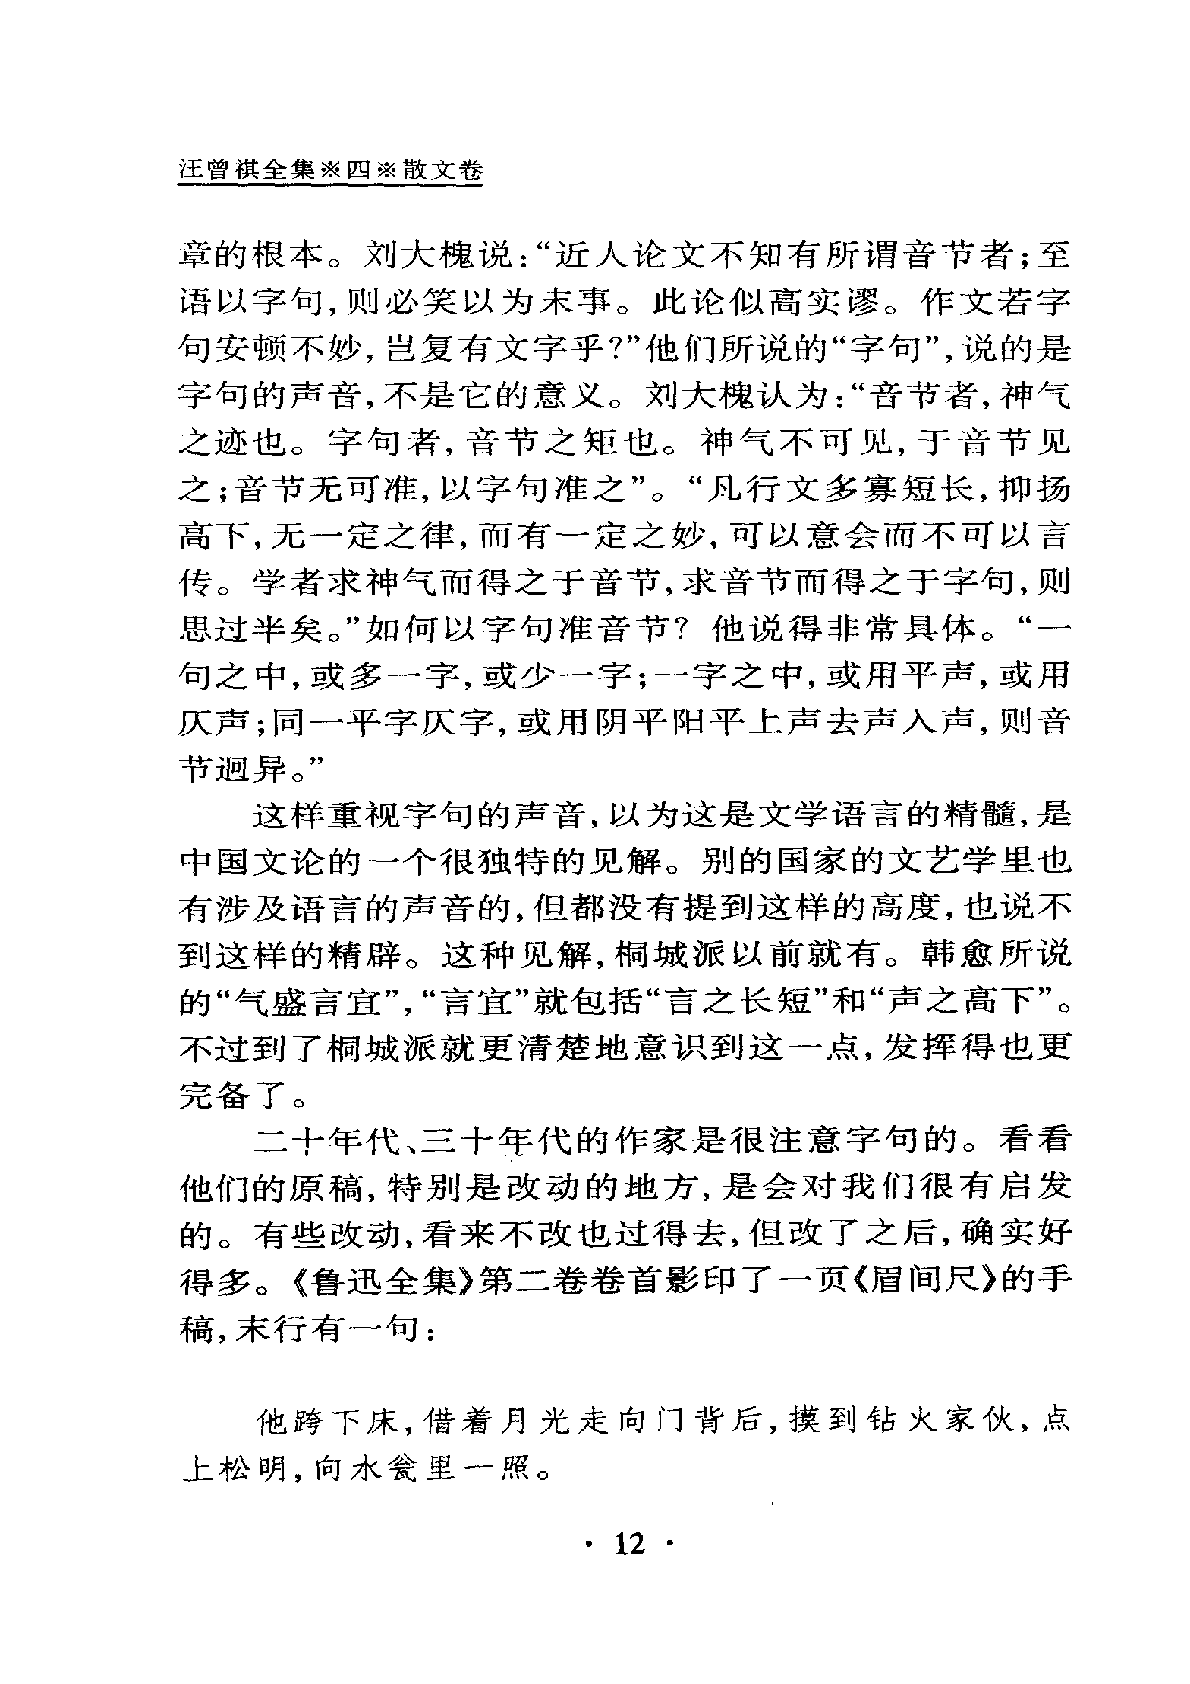 汪曾祺全集※四※散文卷
章的根本。刘大槐说：“近人论文不知有所谓音节者；至
语以字句，则必笑以为末事。此论似高实谬。作文若字
句安顿不妙，岂复有文字乎？”他们所说的“字句”，说的是
字句的声音，不是它的意义。刘大槐认为：“音节者，神气
之迹也。字句者，音节之矩也。神气不可见，于音节见
之；音节无可准，以字句准之”。“凡行文多寡短长，抑扬
高下，无一定之律，而有一定之妙，可以意会而不可以言
传。学者求神气而得之于音节，求音节而得之于字句，则
思过半矣。”如何以字句准音节？他说得非常具体。“一
句之中，或多一字，或少一字；一字之中，或用平声，或用
仄声；同一平字仄字，或用阴平阳平上声去声入声，则音
节迥异。”
这样重视字句的声音，以为这是文学语言的精髓，是
中国文论的一个很独特的见解。别的国家的文艺学里也
有涉及语言的声音的，但都没有提到这样的高度，也说不
到这样的精辟。这种见解，桐城派以前就有。韩愈所说
的“气盛言宜”，“言宜”就包括“言之长短”和“声之高下”。
不过到了桐城派就更清楚地意识到这一点，发挥得也更
完备了。
二十年代、三十年代的作家是很注意字句的。看看
他们的原稿，特别是改动的地方，是会对我们很有启发
的。有些改动，看来不改也过得去，但改了之后，确实好
得多。《鲁迅全集》第二卷卷首影印了一页《眉间尺》的手
稿，末行有一句：
他跨下床，借着月光走向门背后，摸到钻火家伙，点
上松明，向水瓮里一照。
· 12 ·